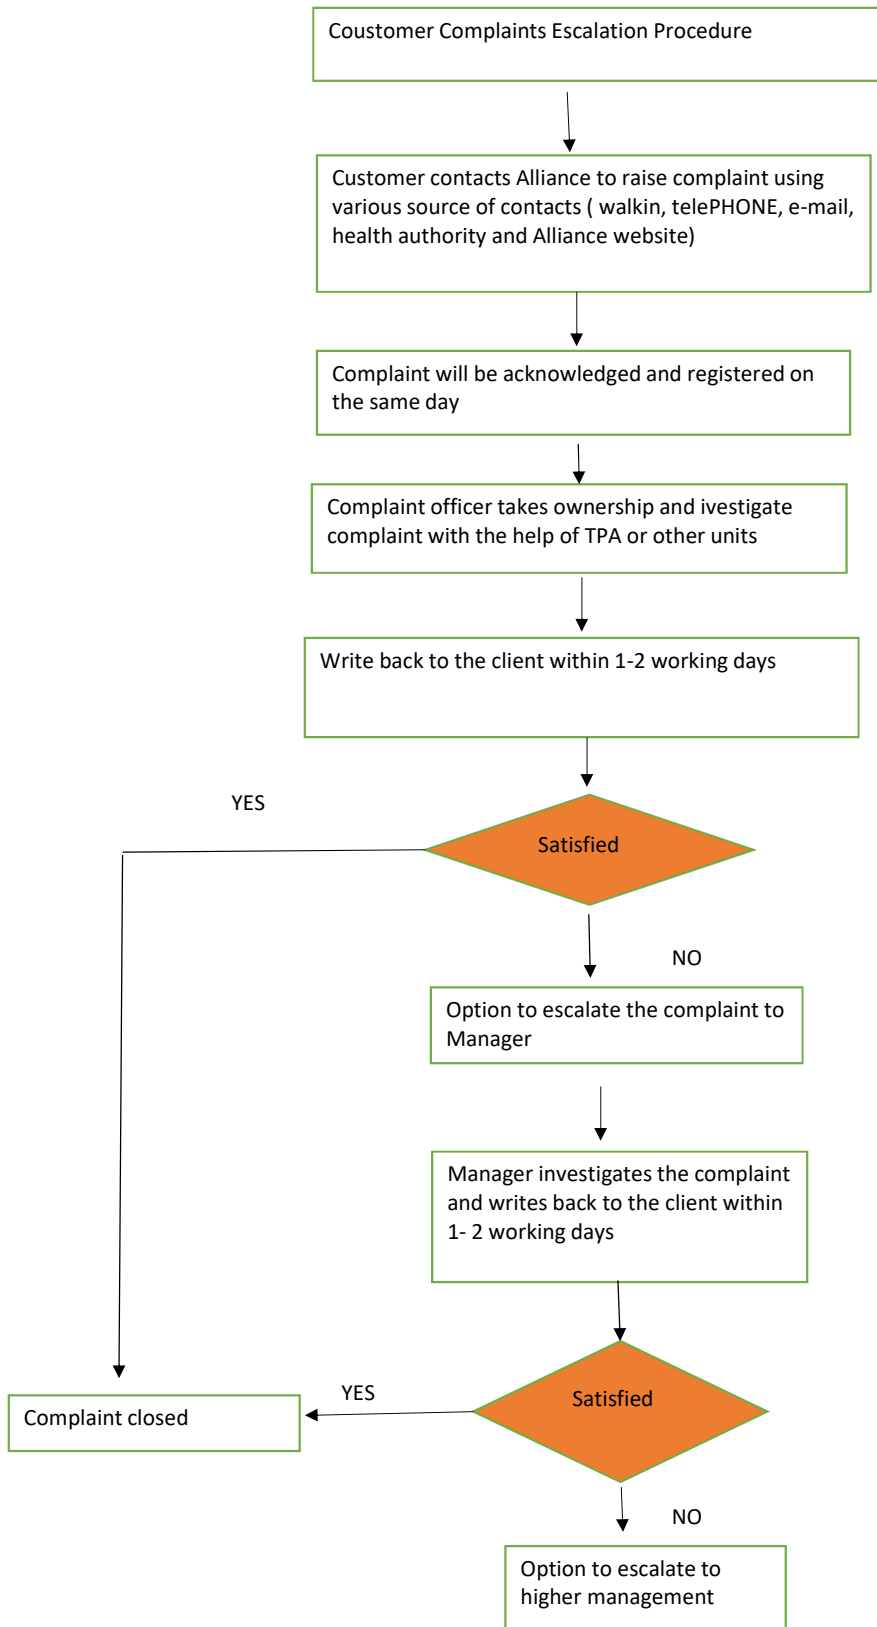 Coustomer Complaints Escalation Procedure
Customer contacts Alliance to raise complaint using
various source of contacts ( walkin, telePHONE, e-mail,
health authority and Alliance website)
Complaint will be acknowledged and registered on
the same day
Complaint officer takes ownership and ivestigate
complaint with the help of TPA or other units
Write back to the client within 1-2 working days
YES
Satisfied
NO
Option to escalate the complaint to
Manager
Manager investigates the complaint
and writes back to the client within
1- 2 working days
YES
Satisfied
Complaint closed
NO
Option to escalate to
higher management